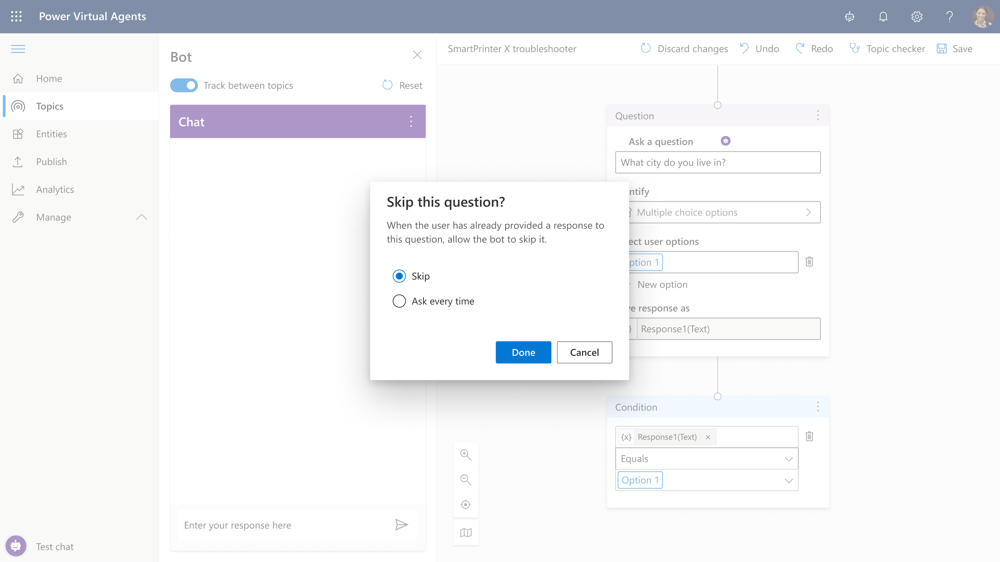 Power Virtual Agents
Home
Topics
Entities
Publish
Analytics
Manage
Test chat
Bot
Track between topics
Reset
Chat
Enter your response here
SmartPrinter X troubleshooter
Discard changes
Undo
Redo
Topic checker
Save
Question
Ask a question
What city do you live in?
ntify
Multiple choice options
ect user options
ption 1
New option
ve response as
} Response1(Text)
Skip this question?
When the user has already provided a response to
this question, allow the bot to skip it.
Skip
Ask every time
Done
Cancel
Condition
{x} Response1(Text) ×
Equals
Option 1